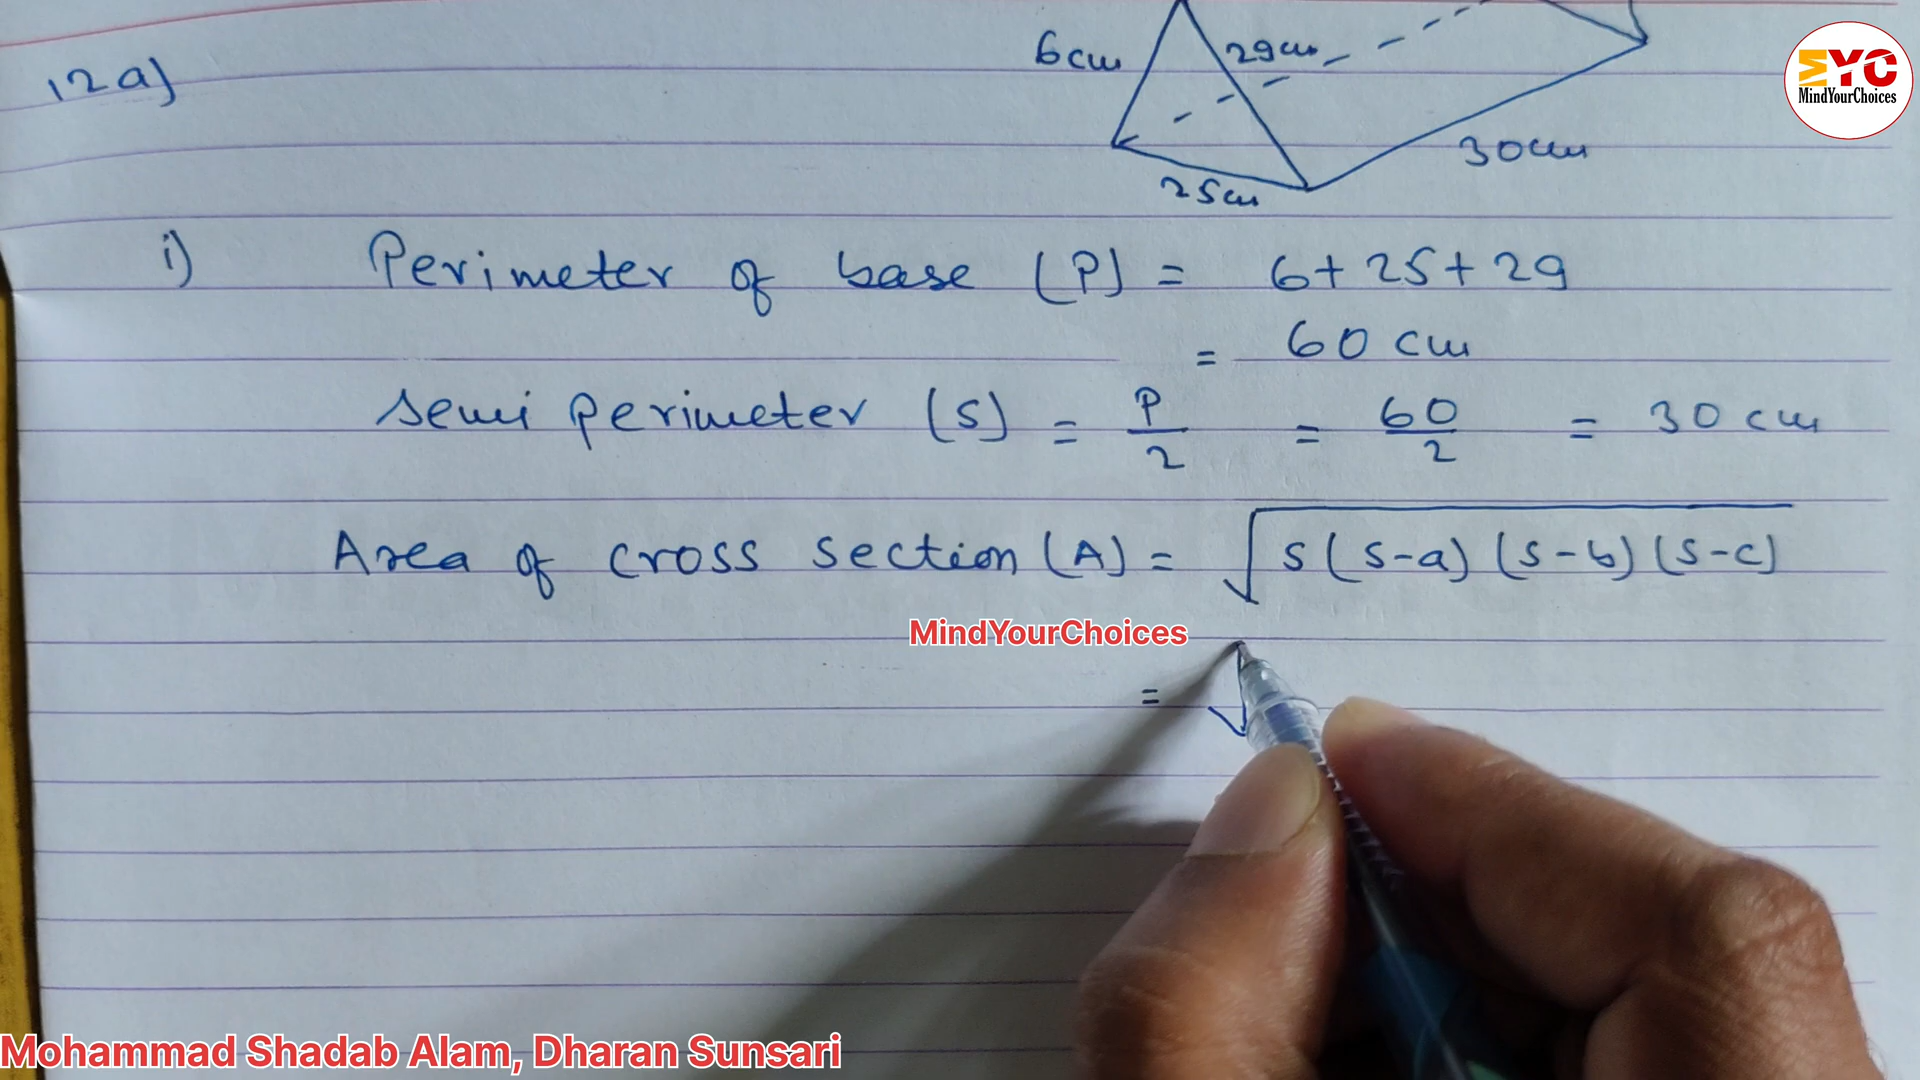 12a)
6cm 29cm
30cm
25cm
MYC
MindYourChoices
i) Perimeter of base (P) = 6+25+29
= 60 cm
Semi perimeter (S) = P/2 = 60/2 = 30 cm
Area of cross section (A) = √s(s-a)(s-b)(s-c)
MindYourChoices
= √
Mohammad Shadab Alam, Dharan Sunsari